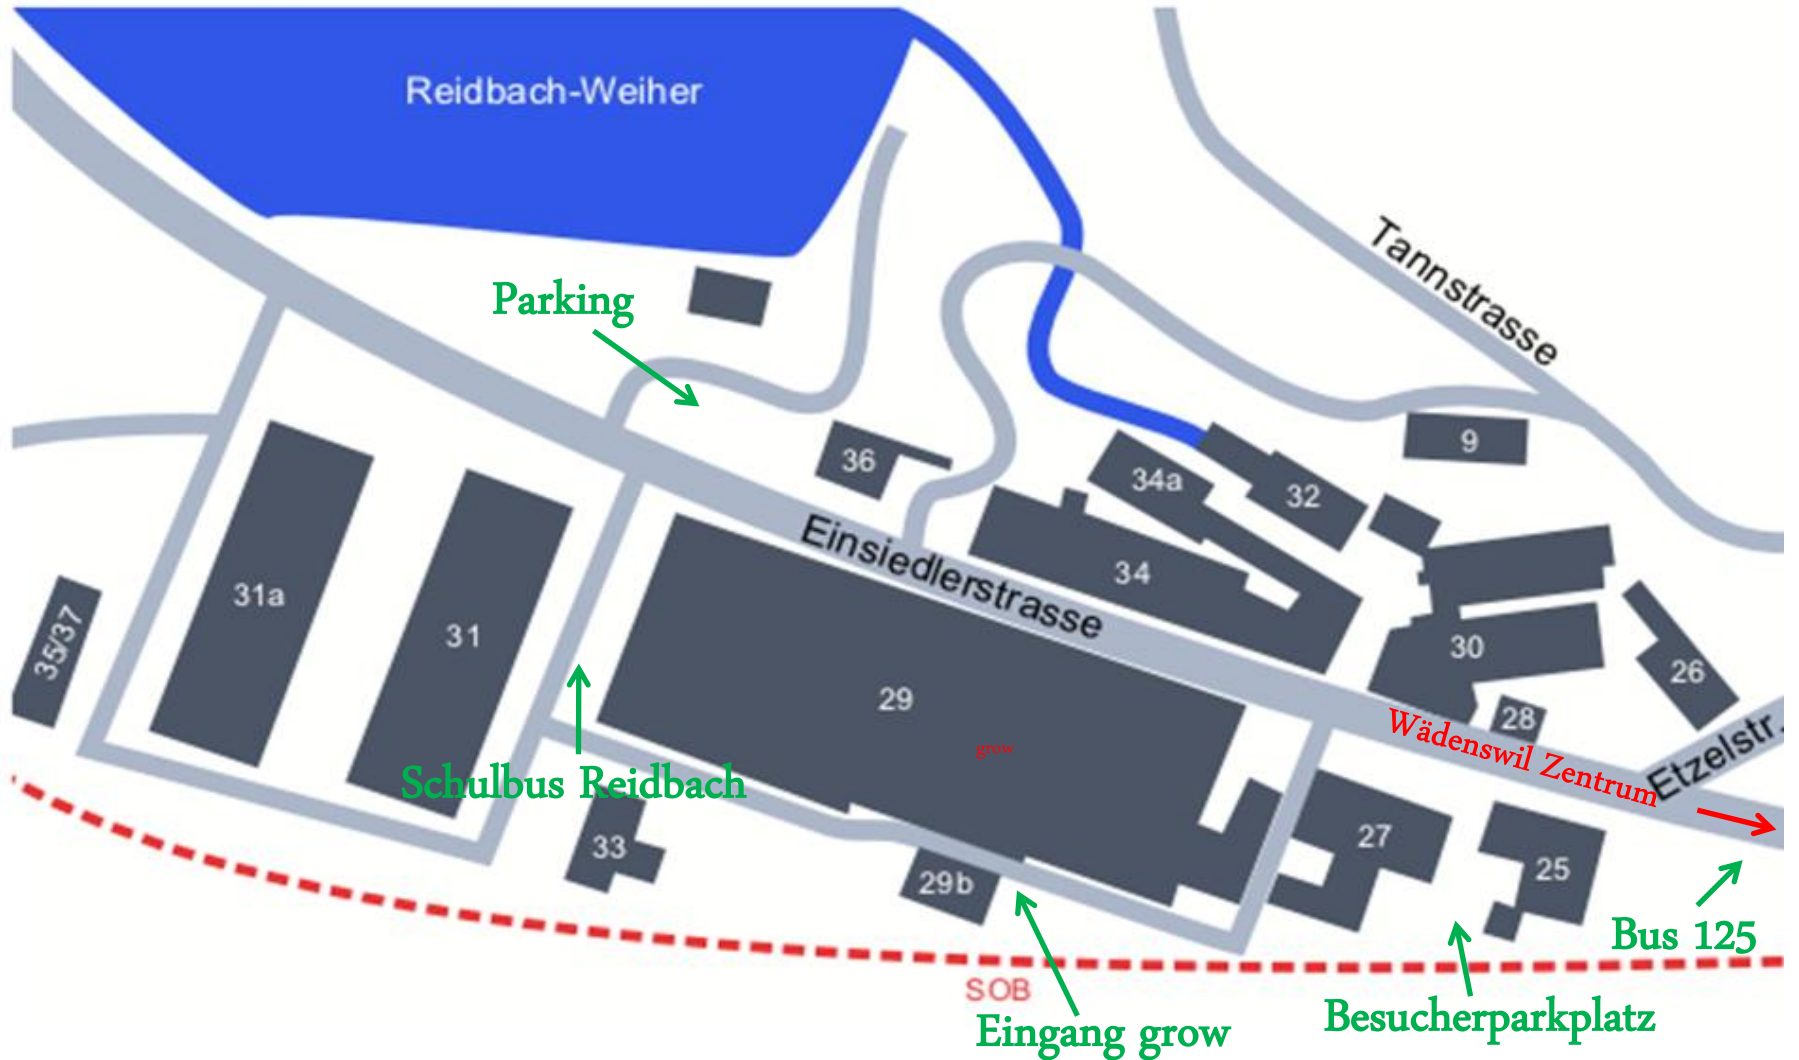 Reidbach-Weiher
Tannstrasse
Parking
36
34a
32
9
Einsiedlerstrasse
34
31a
31
35/37
29
grow
30
26
28
Wädenswil Zentrum
Etzelstr.
Schulbus Reidbach
33
29b
27
25
Bus 125
SOB
Eingang grow
Besucherparkplatz